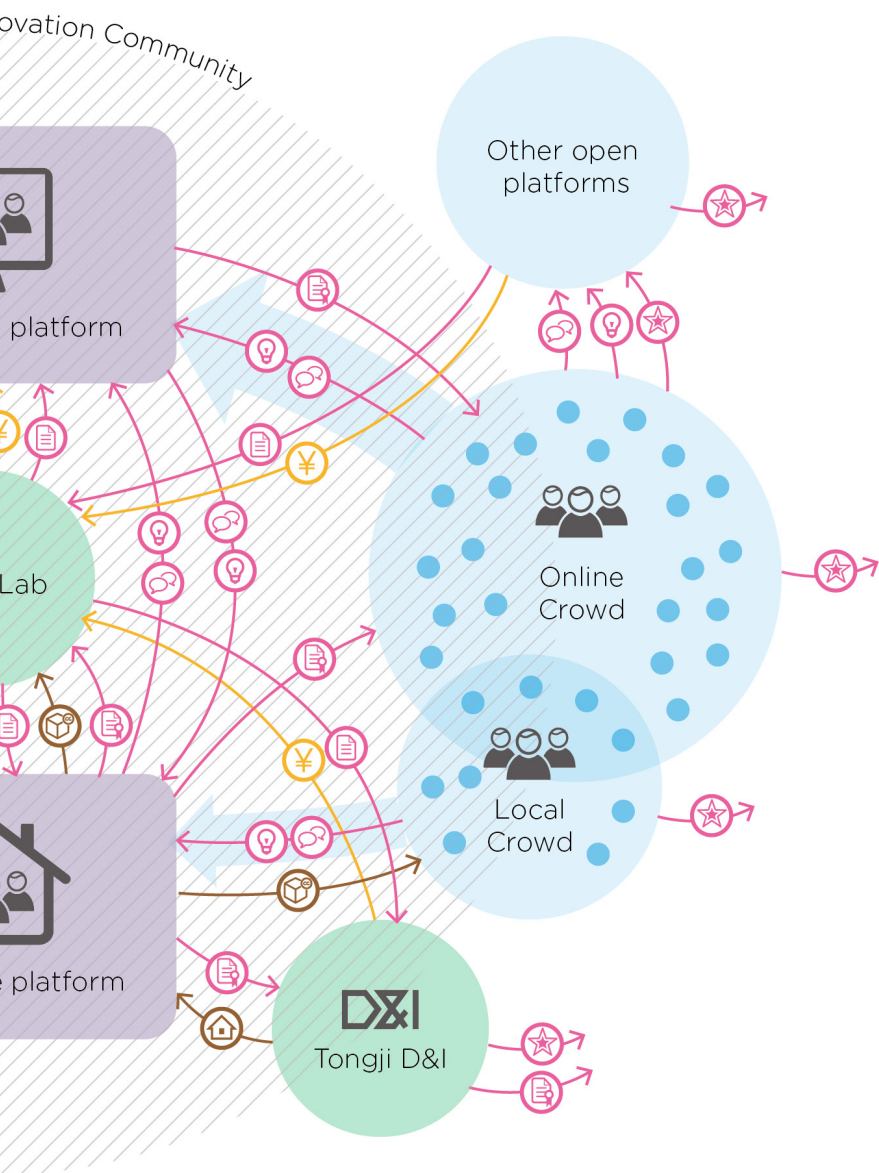 ovation Community
Other open
platforms
platform
¥
¥
Lab
Online
Crowd
¥
Local
Crowd
e platform
D&I
Tongji D&I